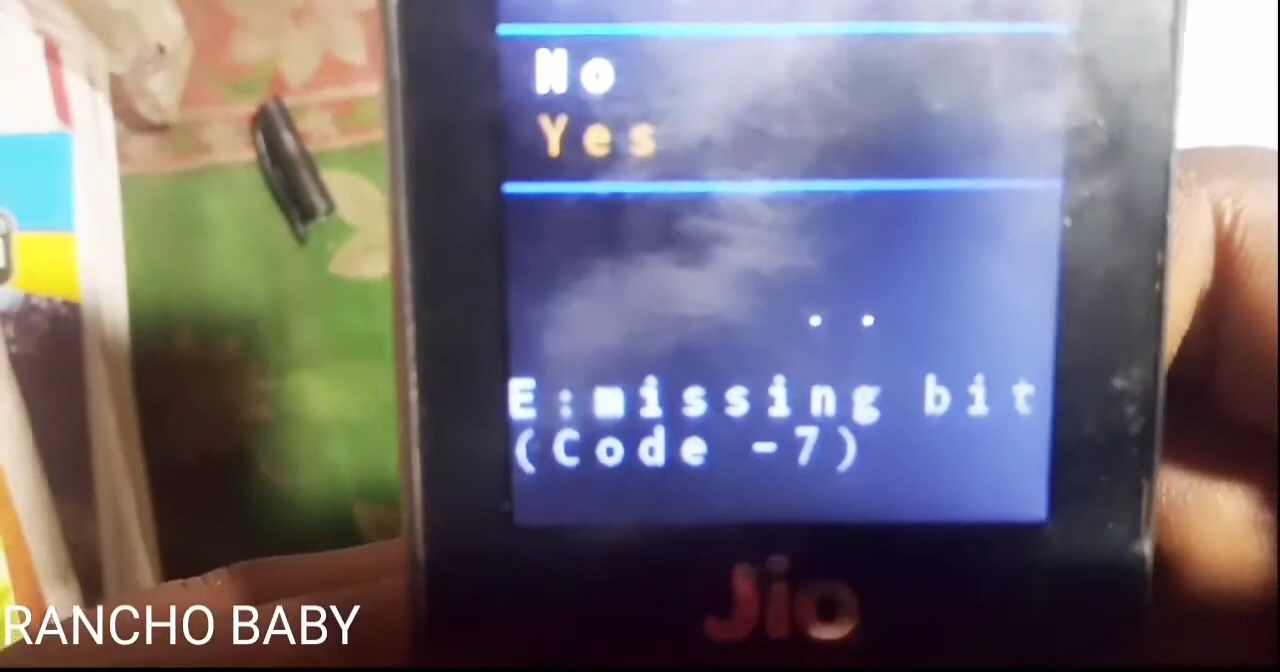 No
Yes
. .
E:missing bit
(Code -7)
Jio
RANCHO BABY